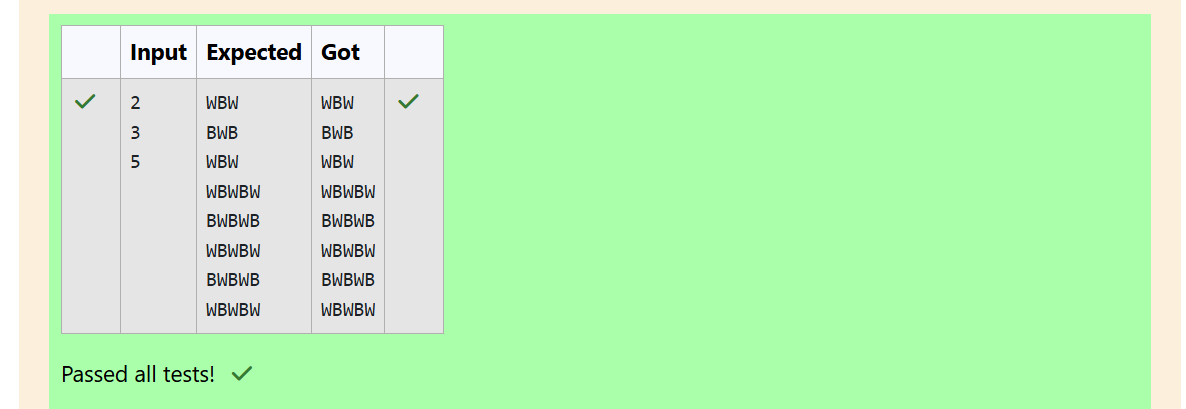 Input Expected Got
2 WBW WBW
3 BWB BWB
5 WBW WBW
WBWBW WBWBW
BWBWB BWBWB
WBWBW WBWBW
BWBWB BWBWB
WBWBW WBWBW
Passed all tests!